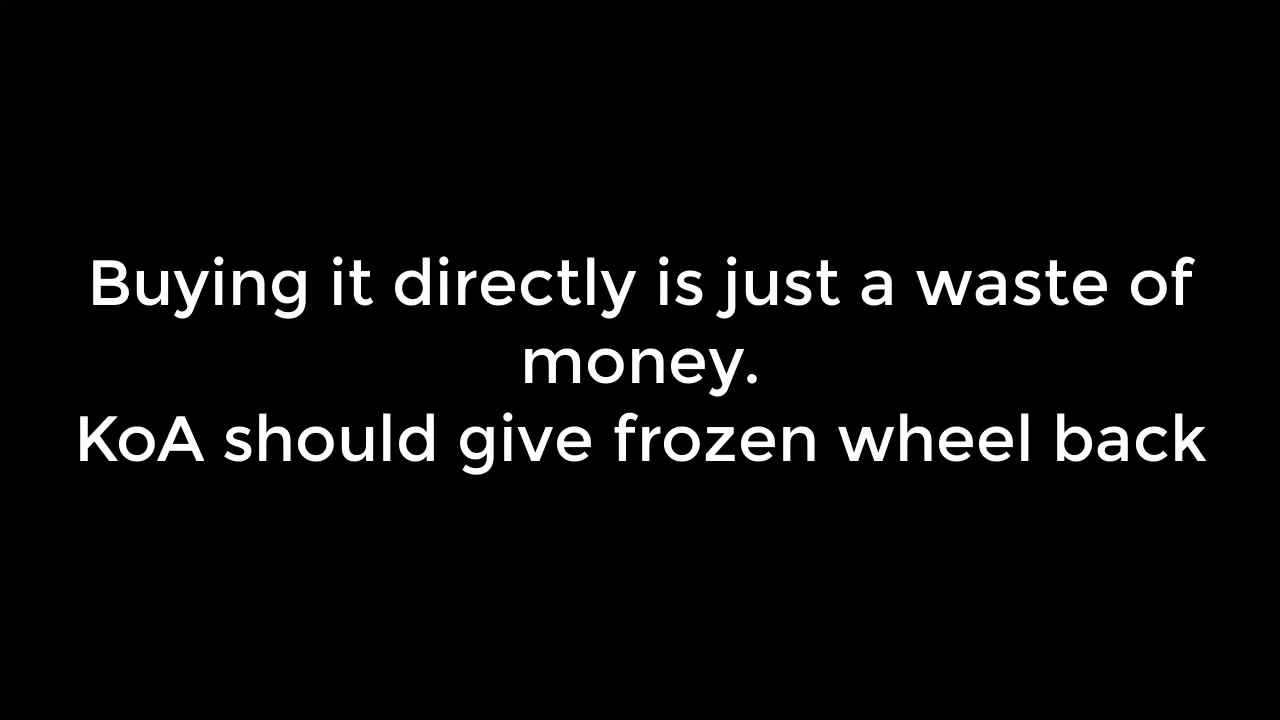 Buying it directly is just a waste of
money.
KoA should give frozen wheel back